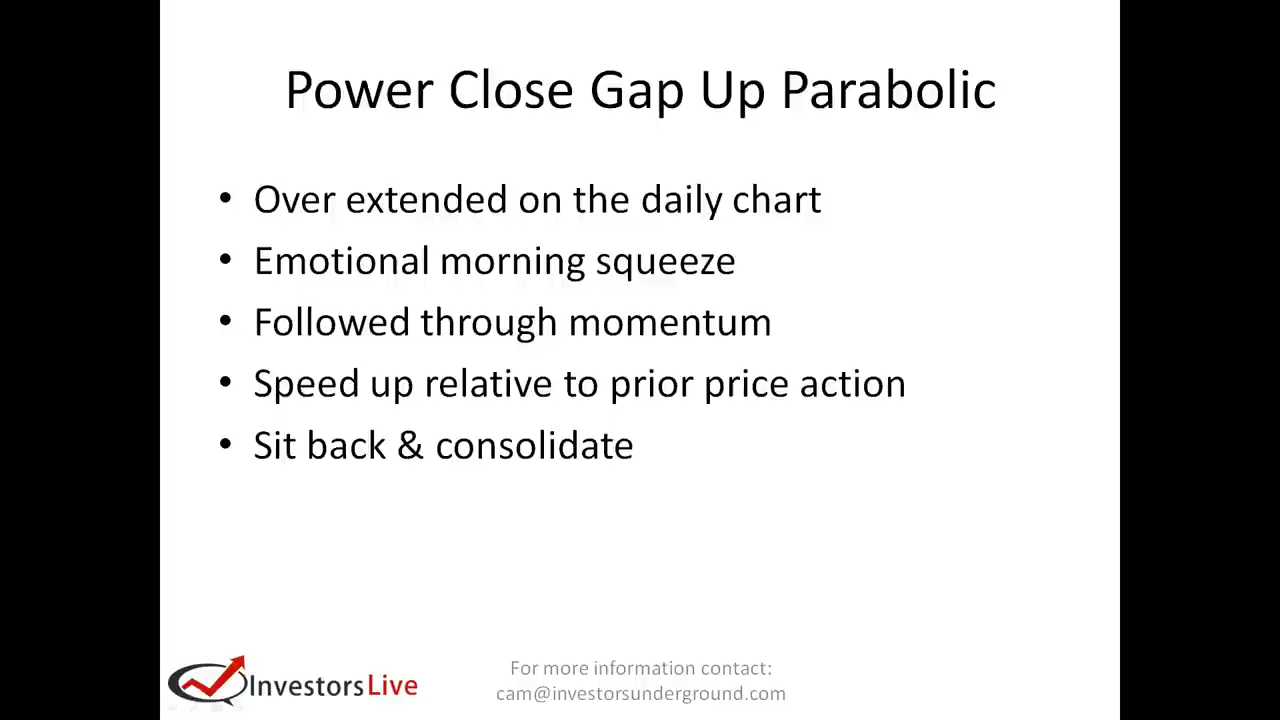 Power Close Gap Up Parabolic
• Over extended on the daily chart
• Emotional morning squeeze
• Followed through momentum
• Speed up relative to prior price action
• Sit back & consolidate
InvestorsLive
For more information contact:
cam@investorsunderground.com